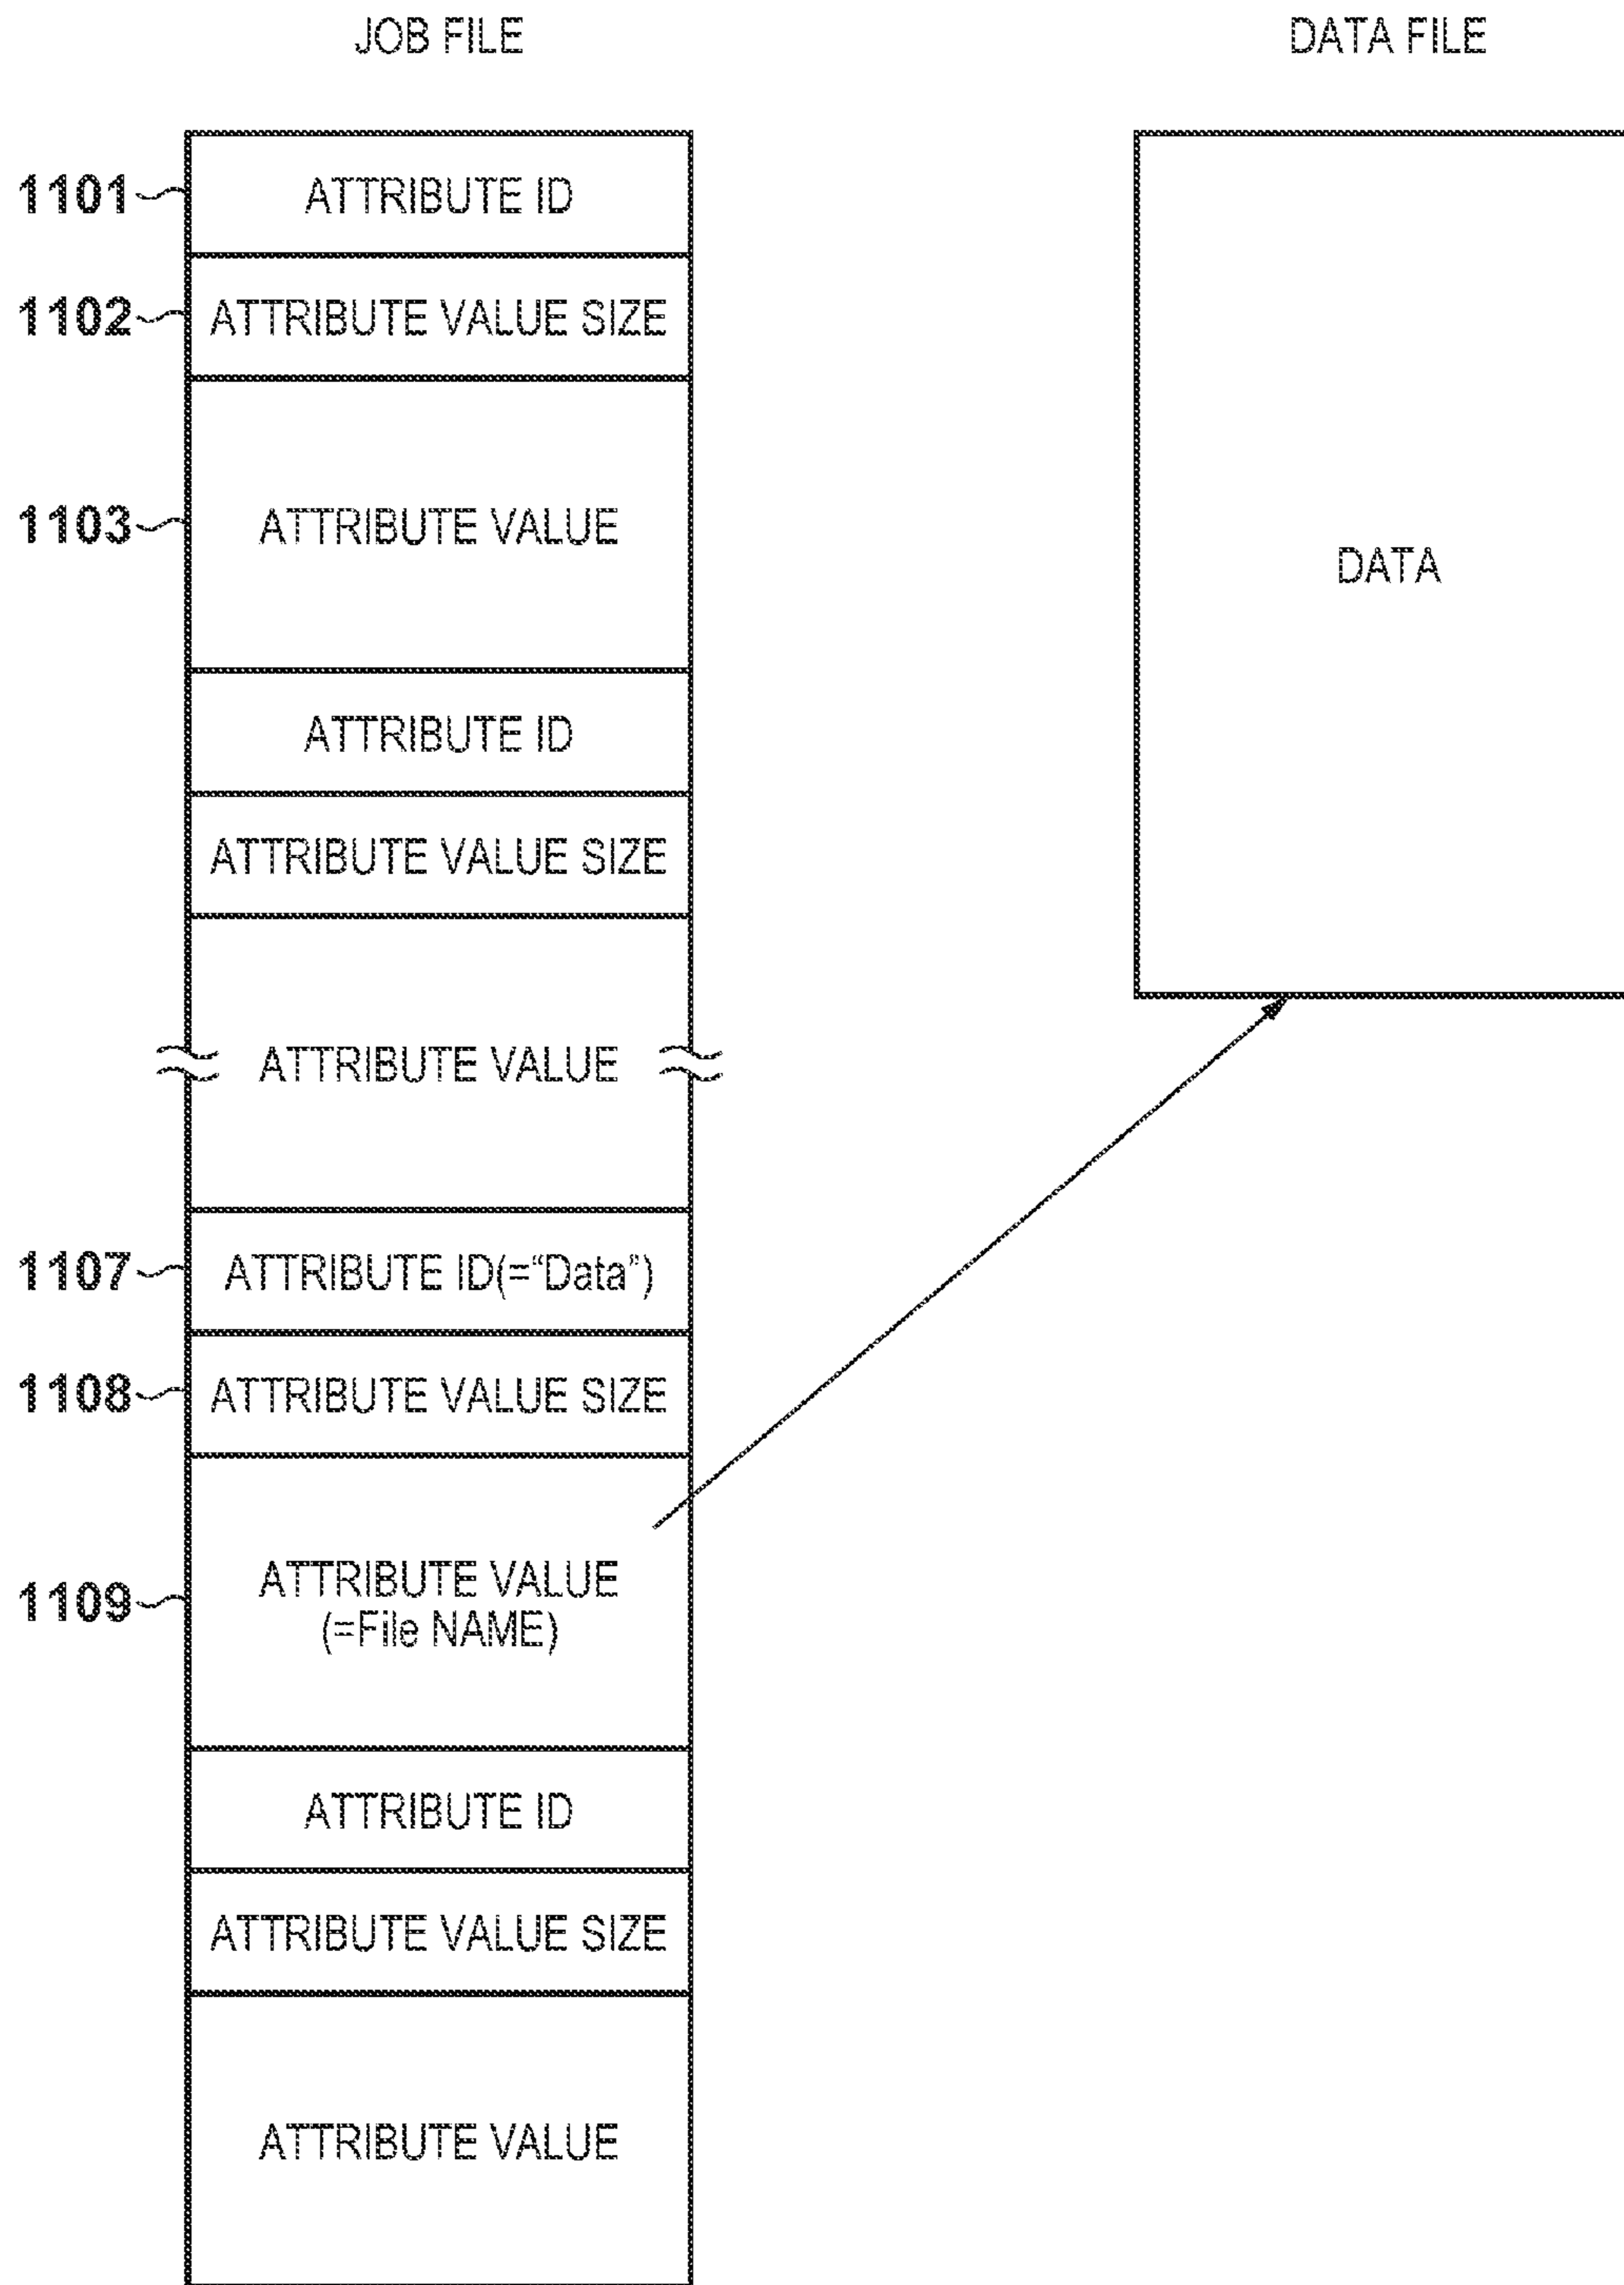 JOB FILE
DATA FILE
1101 ATTRIBUTE ID
1102 ATTRIBUTE VALUE SIZE
1103 ATTRIBUTE VALUE
DATA
ATTRIBUTE ID
ATTRIBUTE VALUE SIZE
ATTRIBUTE VALUE
1107 ATTRIBUTE ID(=“Data”)
1108 ATTRIBUTE VALUE SIZE
1109 ATTRIBUTE VALUE
(=File NAME)
ATTRIBUTE ID
ATTRIBUTE VALUE SIZE
ATTRIBUTE VALUE